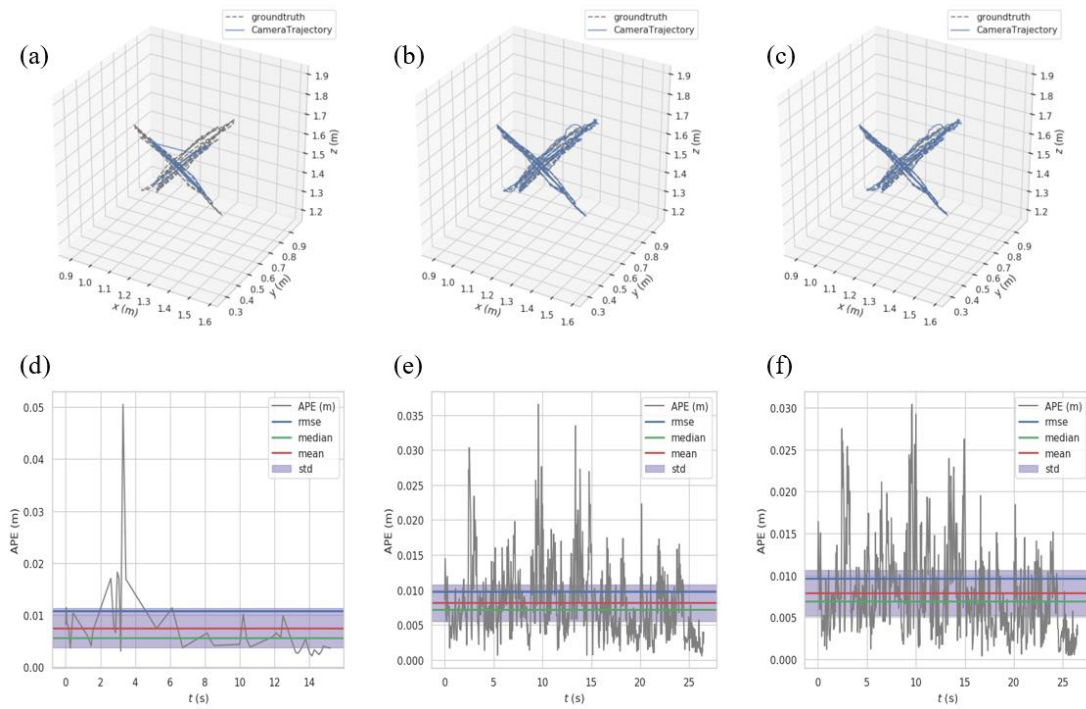 (a)
groundtruth
CameraTrajectory
1.9
1.8
1.7
1.6
1.5
1.4
1.3
1.2
z (m)
0.9
0.8
0.7
0.6
0.5
0.4
0.3
y (m)
0.9
1.0
1.1
1.2
1.3
1.4
1.5
1.6
x (m)
(b)
groundtruth
CameraTrajectory
1.9
1.8
1.7
1.6
1.5
1.4
1.3
1.2
z (m)
0.9
0.8
0.7
0.6
0.5
0.4
0.3
y (m)
0.9
1.0
1.1
1.2
1.3
1.4
1.5
1.6
x (m)
(c)
groundtruth
CameraTrajectory
1.9
1.8
1.7
1.6
1.5
1.4
1.3
1.2
z (m)
0.9
0.8
0.7
0.6
0.5
0.4
0.3
y (m)
0.9
1.0
1.1
1.2
1.3
1.4
1.5
1.6
x (m)
(d)
APE (m)
rmse
median
mean
std
0.05
0.04
0.03
0.02
0.01
0.00
APE (m)
0 2 4 6 8 10 12 14
t (s)
(e)
APE (m)
rmse
median
mean
std
0.035
0.030
0.025
0.020
0.015
0.010
0.005
0.000
APE (m)
0 5 10 15 20 25
t (s)
(f)
APE (m)
rmse
median
mean
std
0.030
0.025
0.020
0.015
0.010
0.005
0.000
APE (m)
0 5 10 15 20 25
t (s)